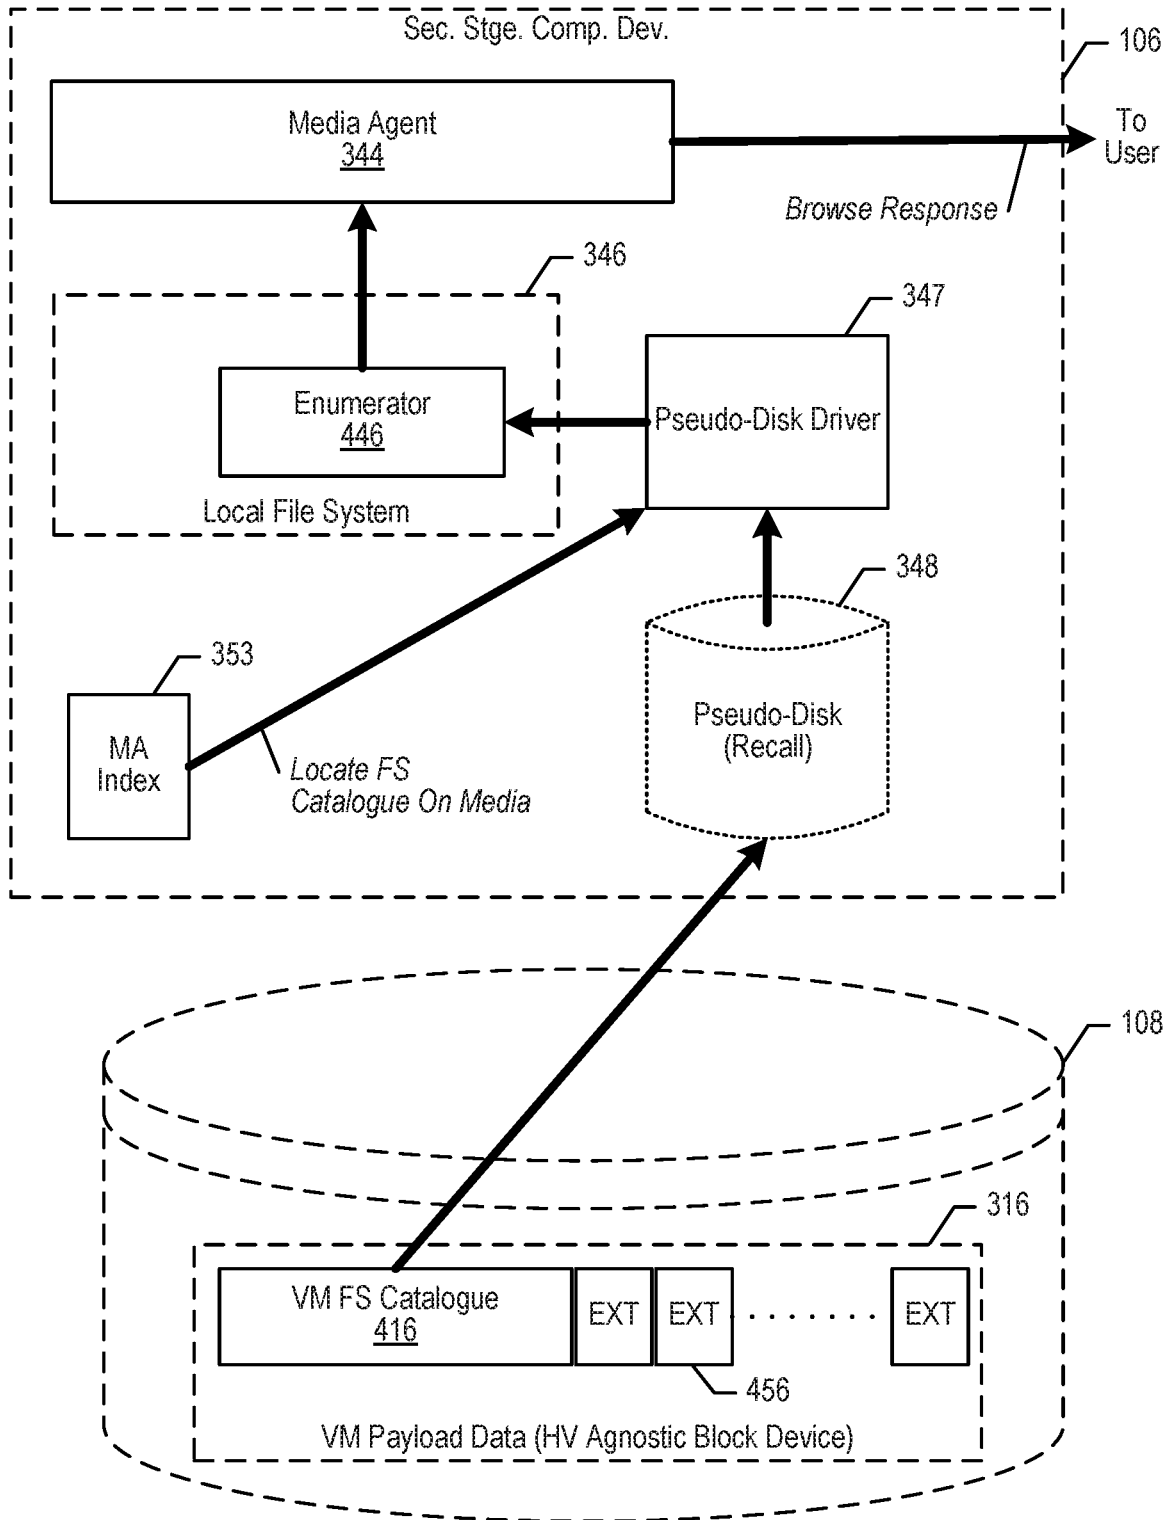 Sec. Stge. Comp. Dev.
106
Media Agent
344
To
User
Browse Response
346
347
Enumerator
446
Pseudo-Disk Driver
Local File System
348
353
MA
Index
Pseudo-Disk
(Recall)
Locate FS
Catalogue On Media
108
316
VM FS Catalogue
416
EXT
EXT
. . . . . . . .
EXT
456
VM Payload Data (HV Agnostic Block Device)